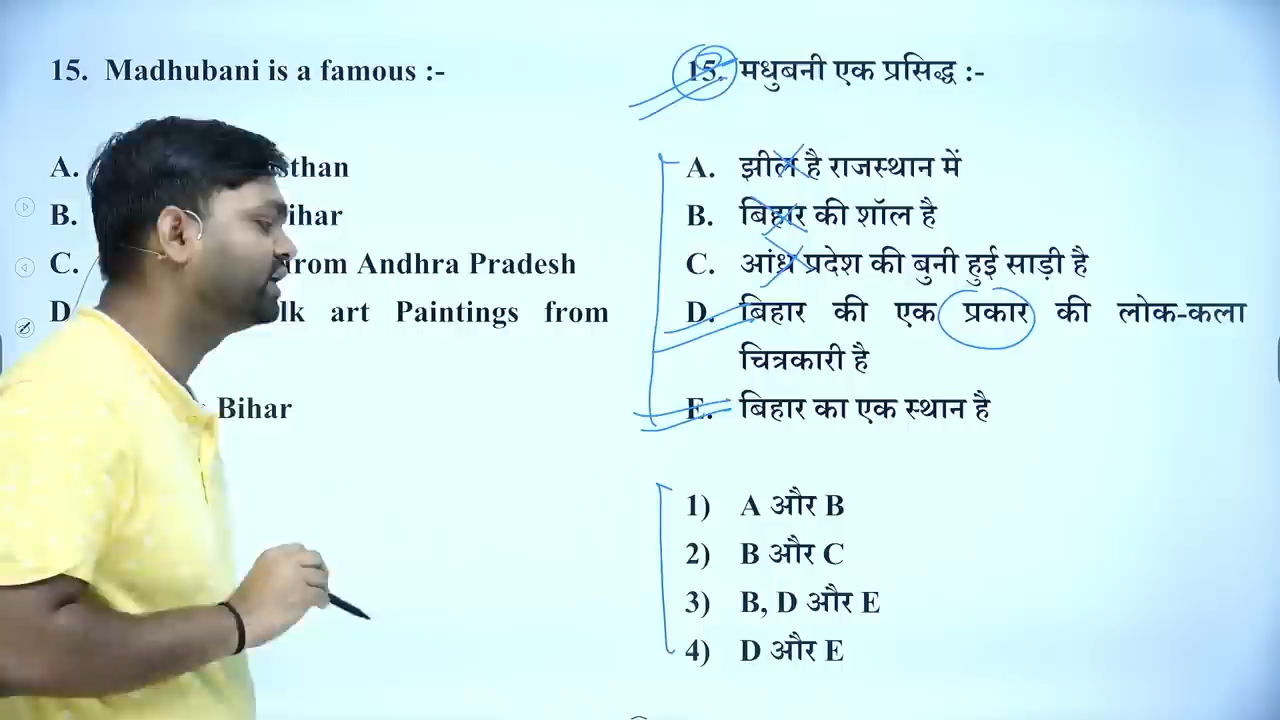 15. Madhubani is a famous :-
A. sthan
B. ihar
C. from Andhra Pradesh
D lk art Paintings from
Bihar
15. मधुबनी एक प्रसिद्ध :-
A. झील है राजस्थान में
B. बिहार की शॉल है
C. आंध्र प्रदेश की बुनी हुई साड़ी है
D. बिहार की एक प्रकार की लोक-कला
चित्रकारी है
E. बिहार का एक स्थान है
1) A और B
2) B और C
3) B, D और E
4) D और E